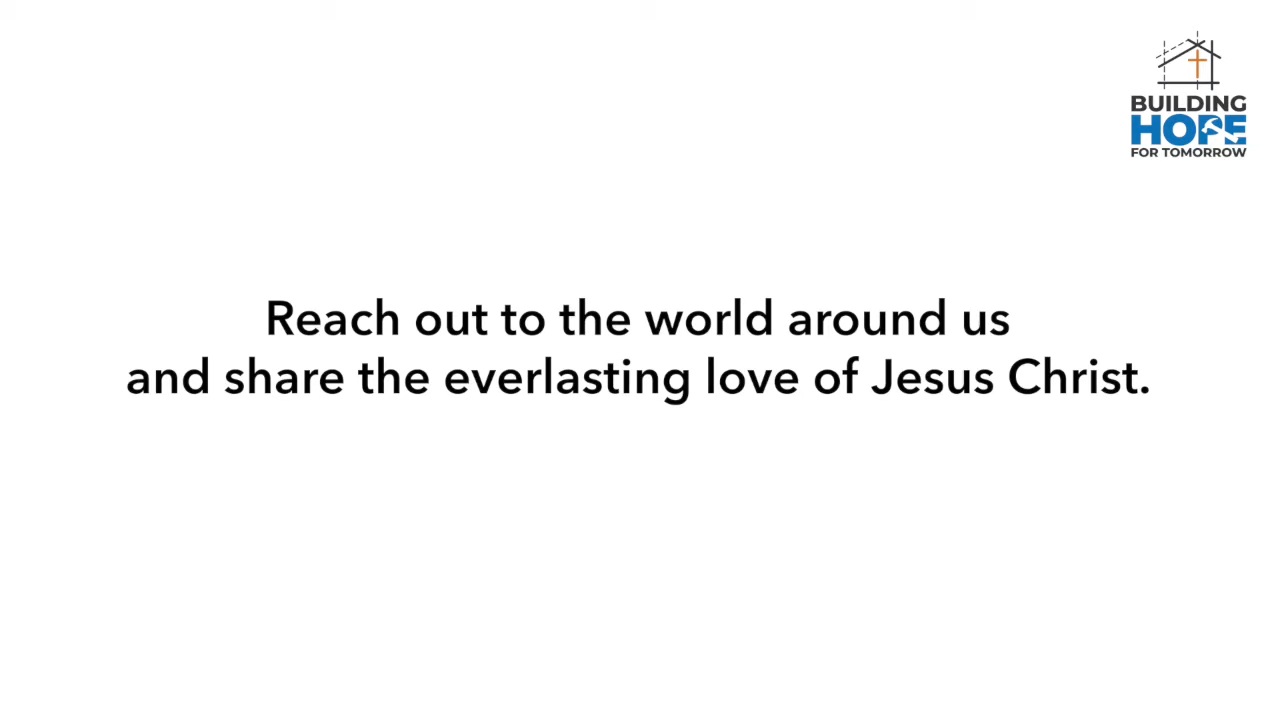 BUILDING
HOPE
FOR TOMORROW
Reach out to the world around us
and share the everlasting love of Jesus Christ.